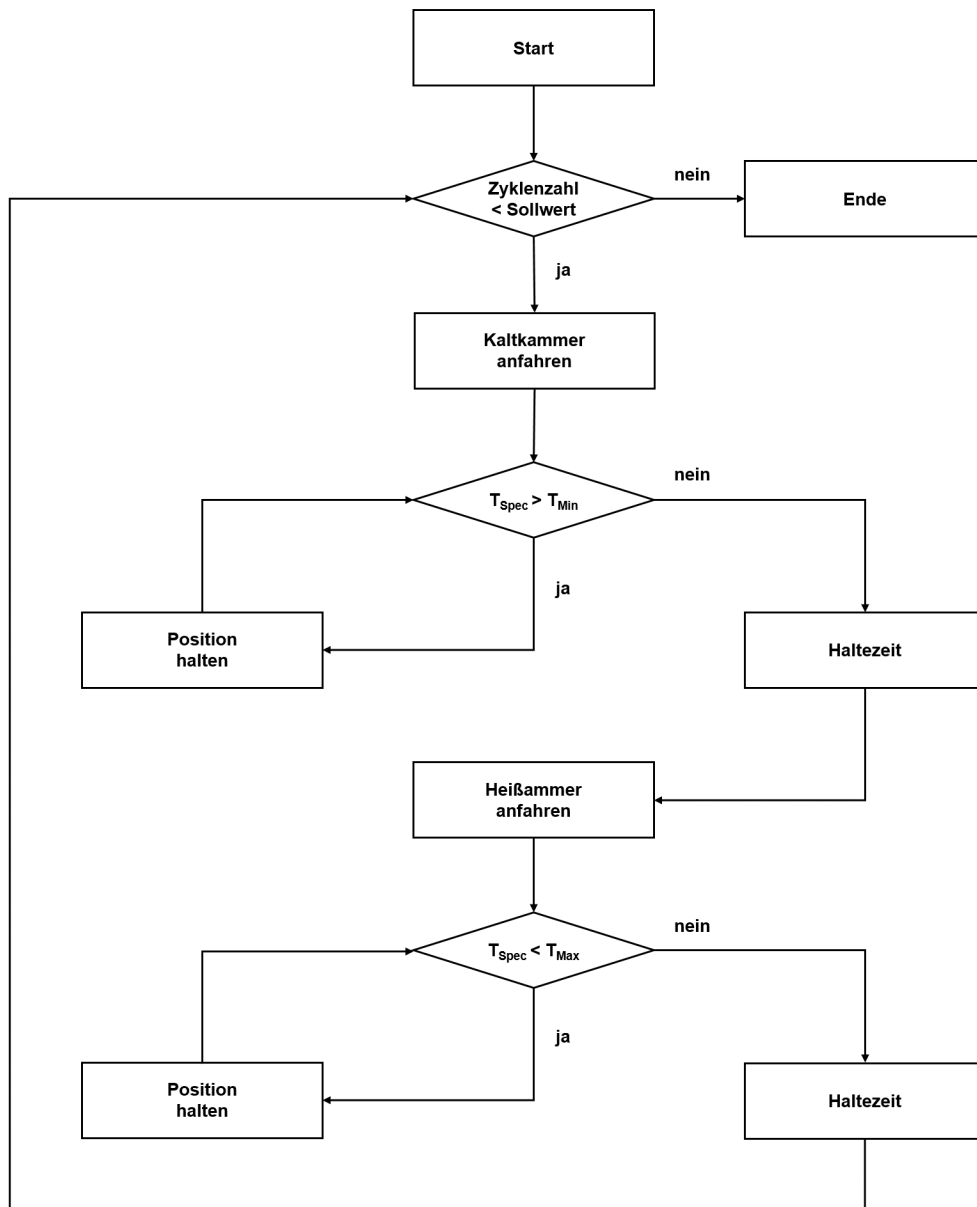 Start
Zyklenzahl
< Sollwert
nein
Ende
ja
Kaltkammer
anfahren
T_Spec > T_Min
nein
ja
Position
halten
Haltezeit
Heißammer
anfahren
T_Spec < T_Max
nein
ja
Position
halten
Haltezeit